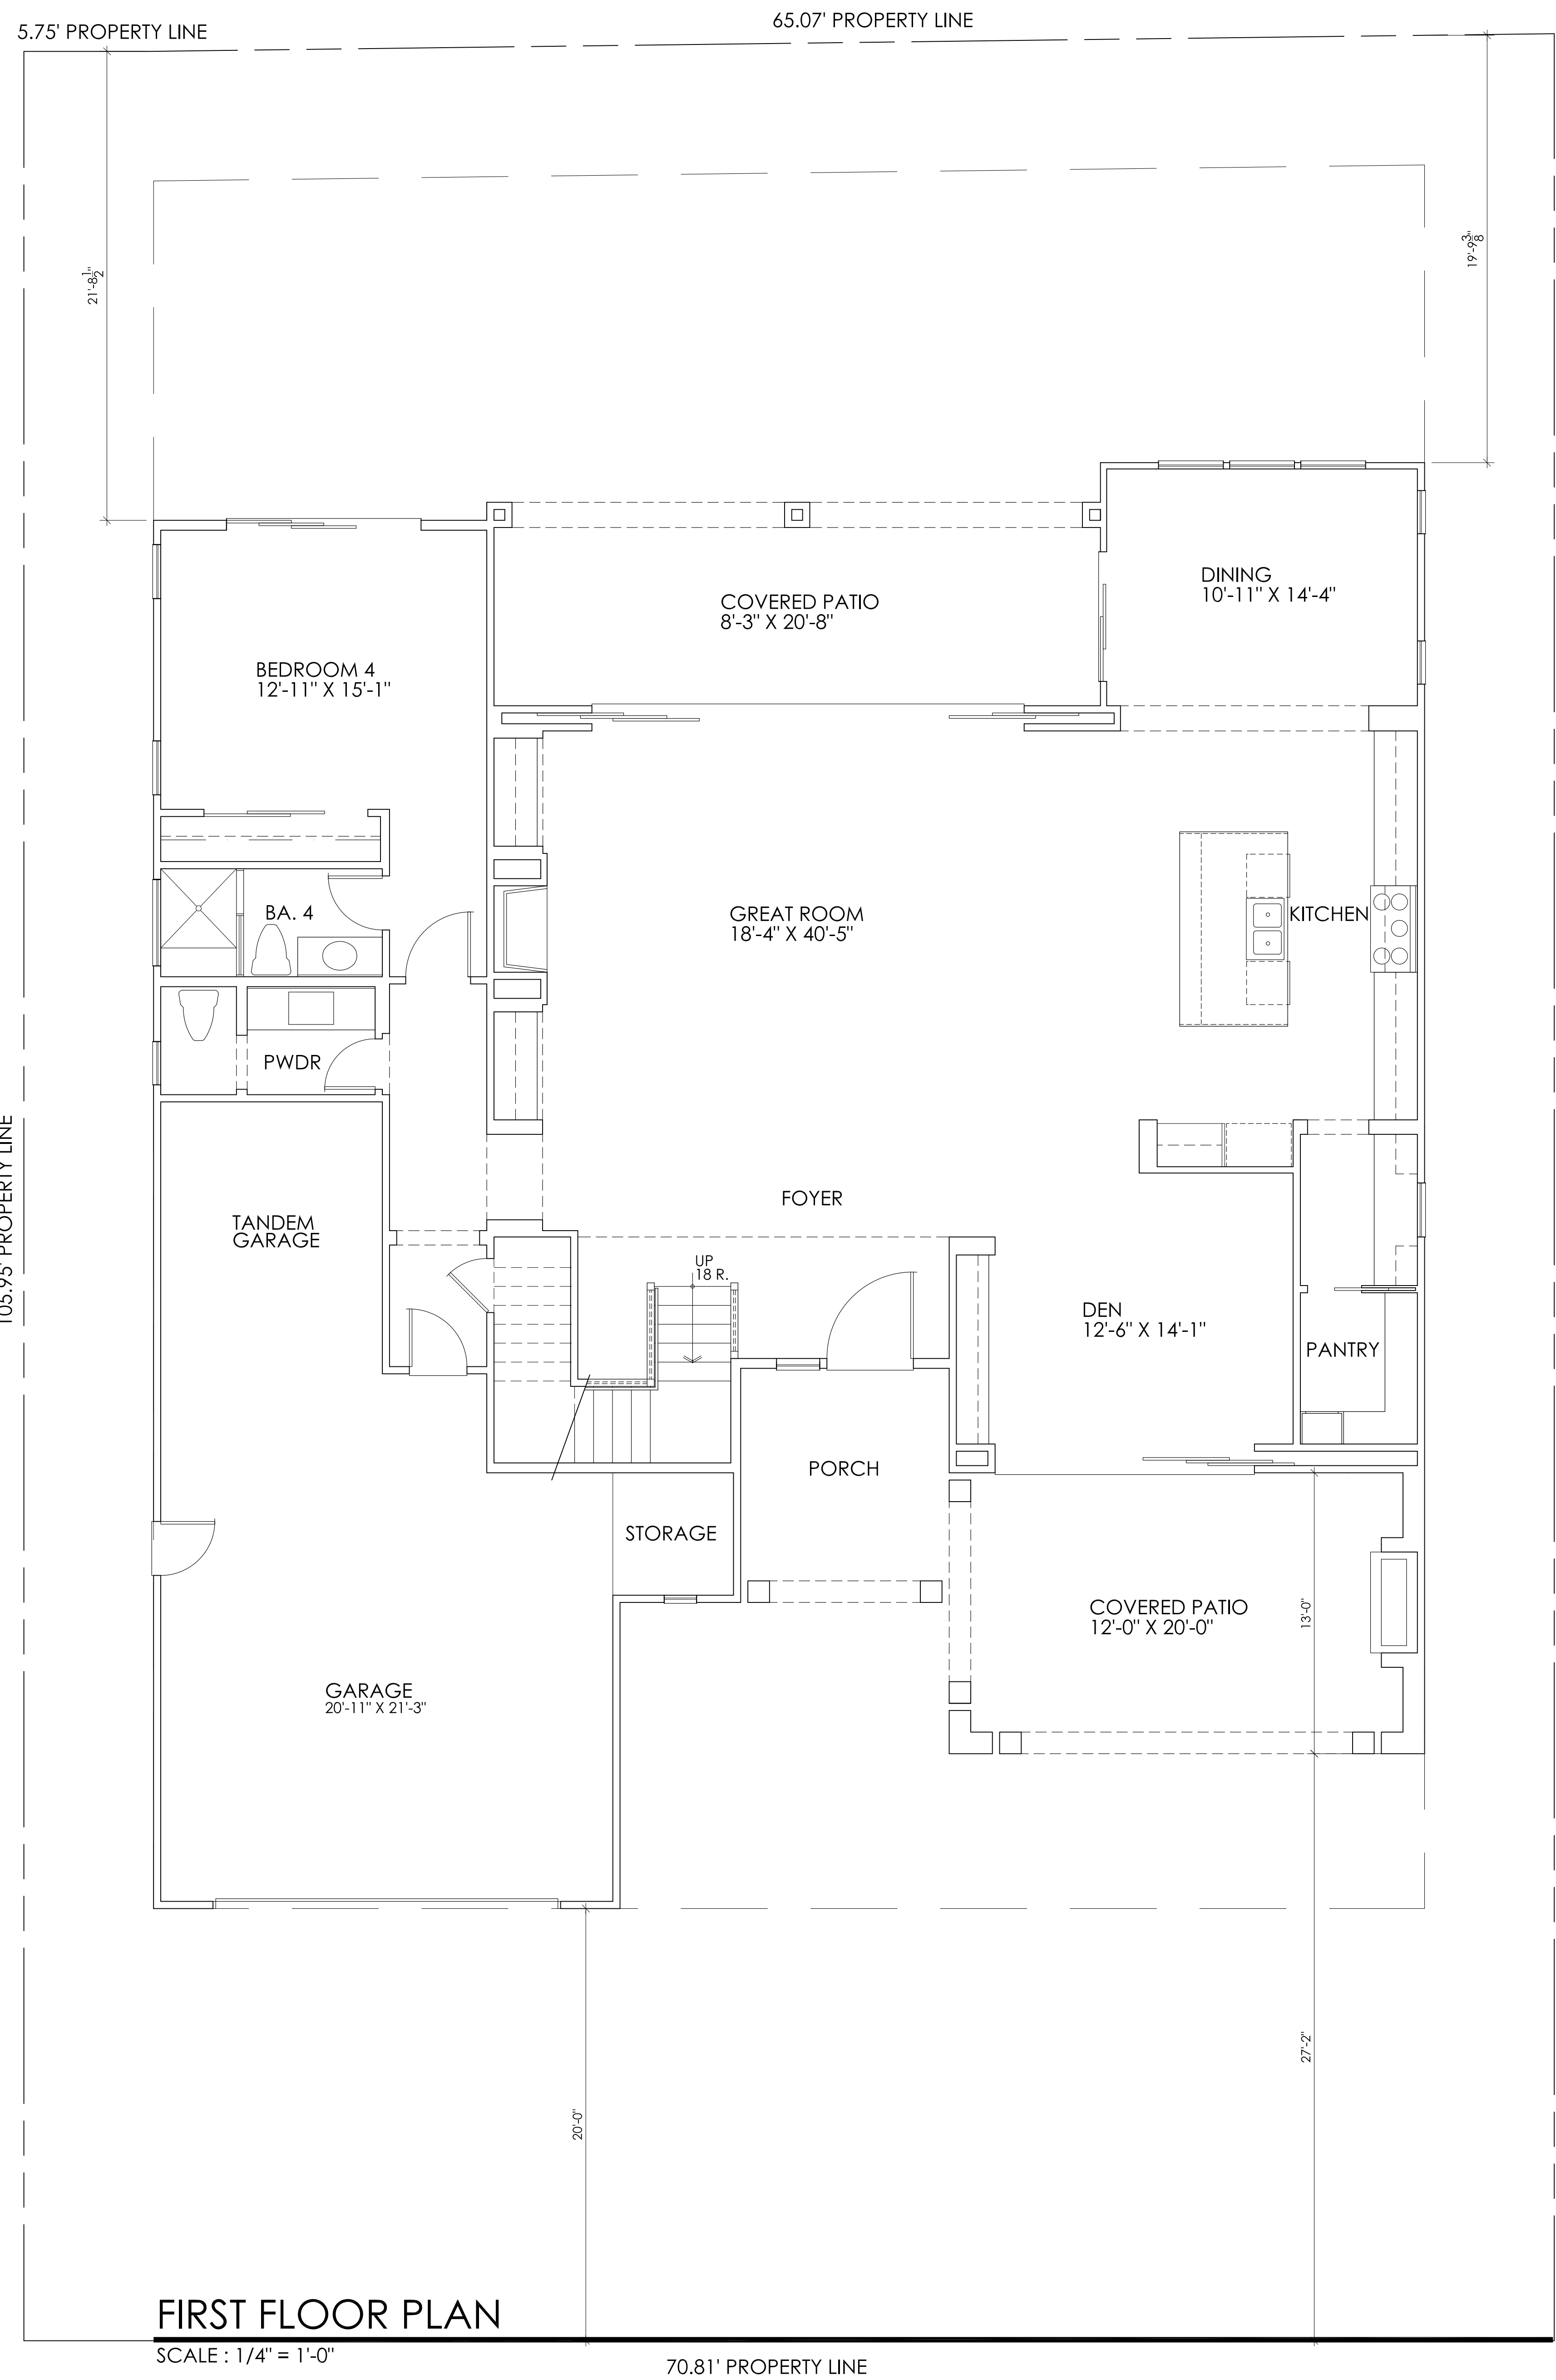 5.75' PROPERTY LINE
65.07' PROPERTY LINE
21'-8 1/2"
19'-9 3/8"
DINING
10'-11" X 14'-4"
COVERED PATIO
8'-3" X 20'-8"
BEDROOM 4
12'-11" X 15'-1"
BA. 4
GREAT ROOM
18'-4" X 40'-5"
KITCHEN
PWDR
105.95' PROPERTY LINE
FOYER
TANDEM
GARAGE
UP
18 R.
DEN
12'-6" X 14'-1"
PANTRY
PORCH
STORAGE
COVERED PATIO
12'-0" X 20'-0"
13'-0"
GARAGE
20'-11" X 21'-3"
27'-2"
20'-0"
FIRST FLOOR PLAN
SCALE : 1/4" = 1'-0"
70.81' PROPERTY LINE